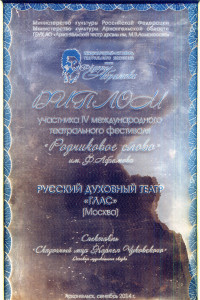 Министерство культуры Российской Федерации
Министерство культуры Архангельской области
ДИПЛОМ
участника IV международного
театрального фестиваля
"Родниковое слово"
им. Ф.Абрамова
РУССКИЙ ДУХОВНЫЙ ТЕАТР
«ГЛАС»
(Москва)
Спектакль
«Сказочный мир Корнея Чуковского»
Архангельск, сентябрь 2014 г.